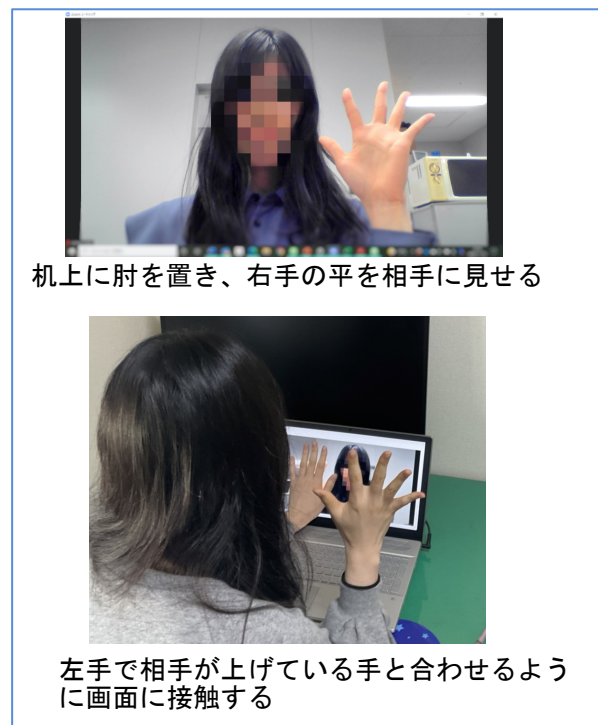 机上に肘を置き、右手の平を相手に見せる
左手で相手が上げている手と合わせるよう
に画面に接触する